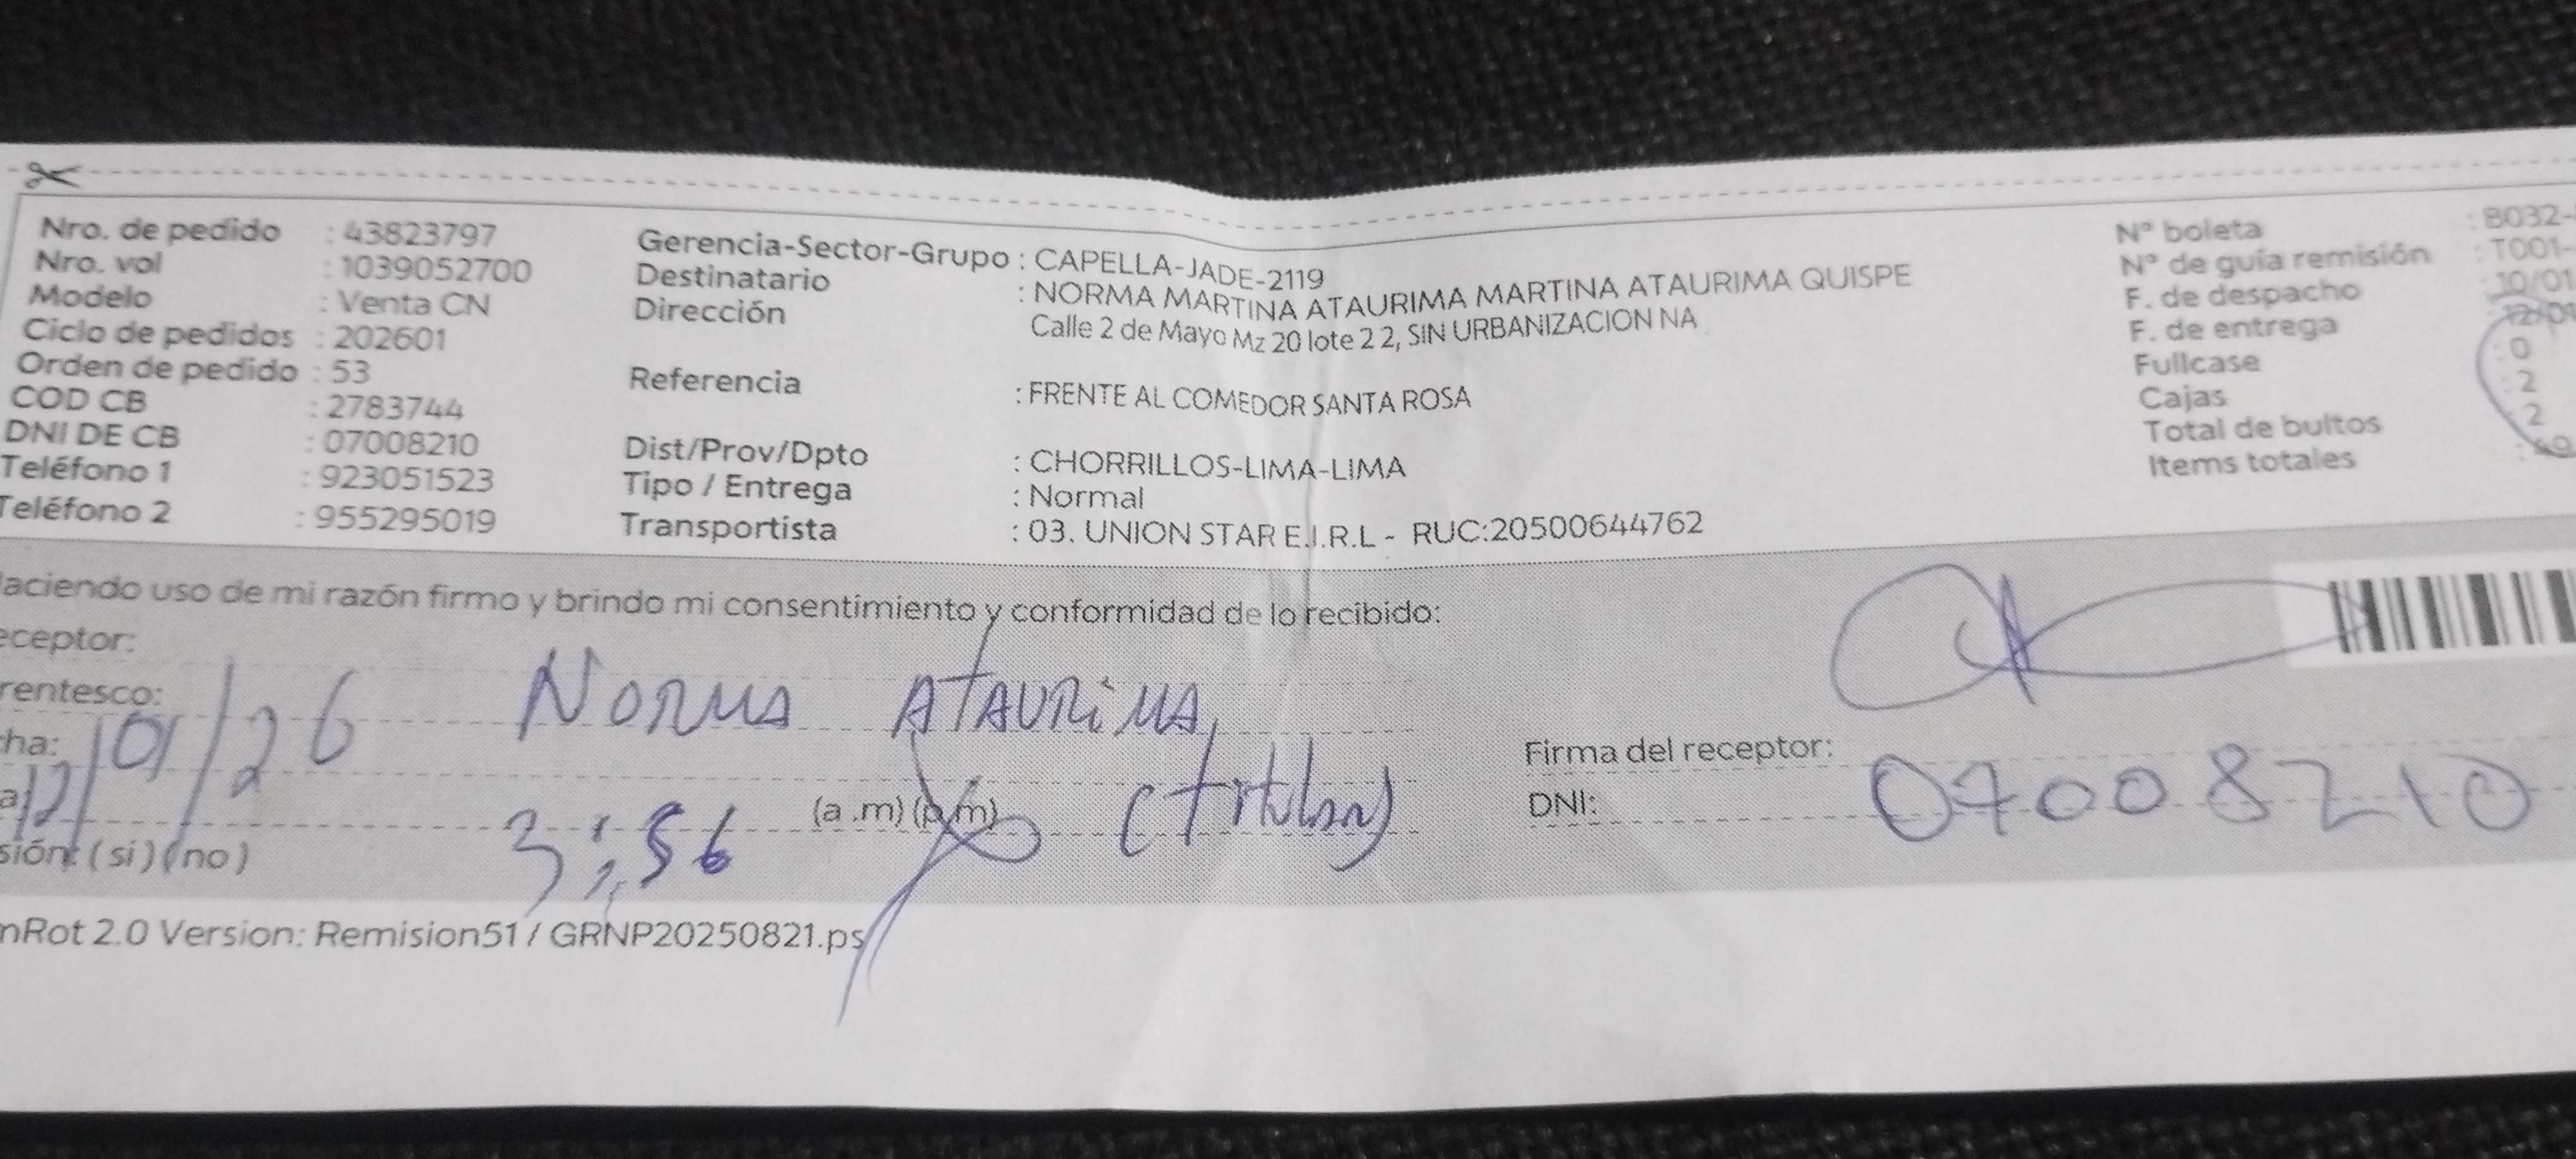 Nro. de pedido : 43823797
Nro. vol : 1039052700
Modelo : Venta CN
Ciclo de pedidos : 202601
Orden de pedido : 53
COD CB : 2783744
DNI DE CB : 07008210
Teléfono 1 : 923051523
Teléfono 2 : 955295019
Gerencia-Sector-Grupo : CAPELLA-JADE-2119
Destinatario : NORMA MARTINA ATAURIMA MARTINA ATAURIMA QUISPE
Dirección Calle 2 de Mayo Mz 20 lote 2 2, SIN URBANIZACION NA
Referencia : FRENTE AL COMEDOR SANTA ROSA
Dist/Prov/Dpto : CHORRILLOS-LIMA-LIMA
Tipo / Entrega : Normal
Transportista : 03. UNION STAR E.I.R.L - RUC:20500644762
N° boleta : B032-
N° de guía remisión : T001-
F. de despacho : 10/01
F. de entrega : 12/01
Fullcase : 0
Cajas : 2
Total de bultos : 2
Items totales : 49
aciendo uso de mi razón firmo y brindo mi consentimiento y conformidad de lo recibido:
eceptor:
rentesco: Norma Ataurima
ha: 12/01/26
a 3:56 (a .m) (p.m) (Titular)
sión: (si) (no)
Firma del receptor:
DNI: 07008210
nRot 2.0 Version: Remision51 / GRNP20250821.ps